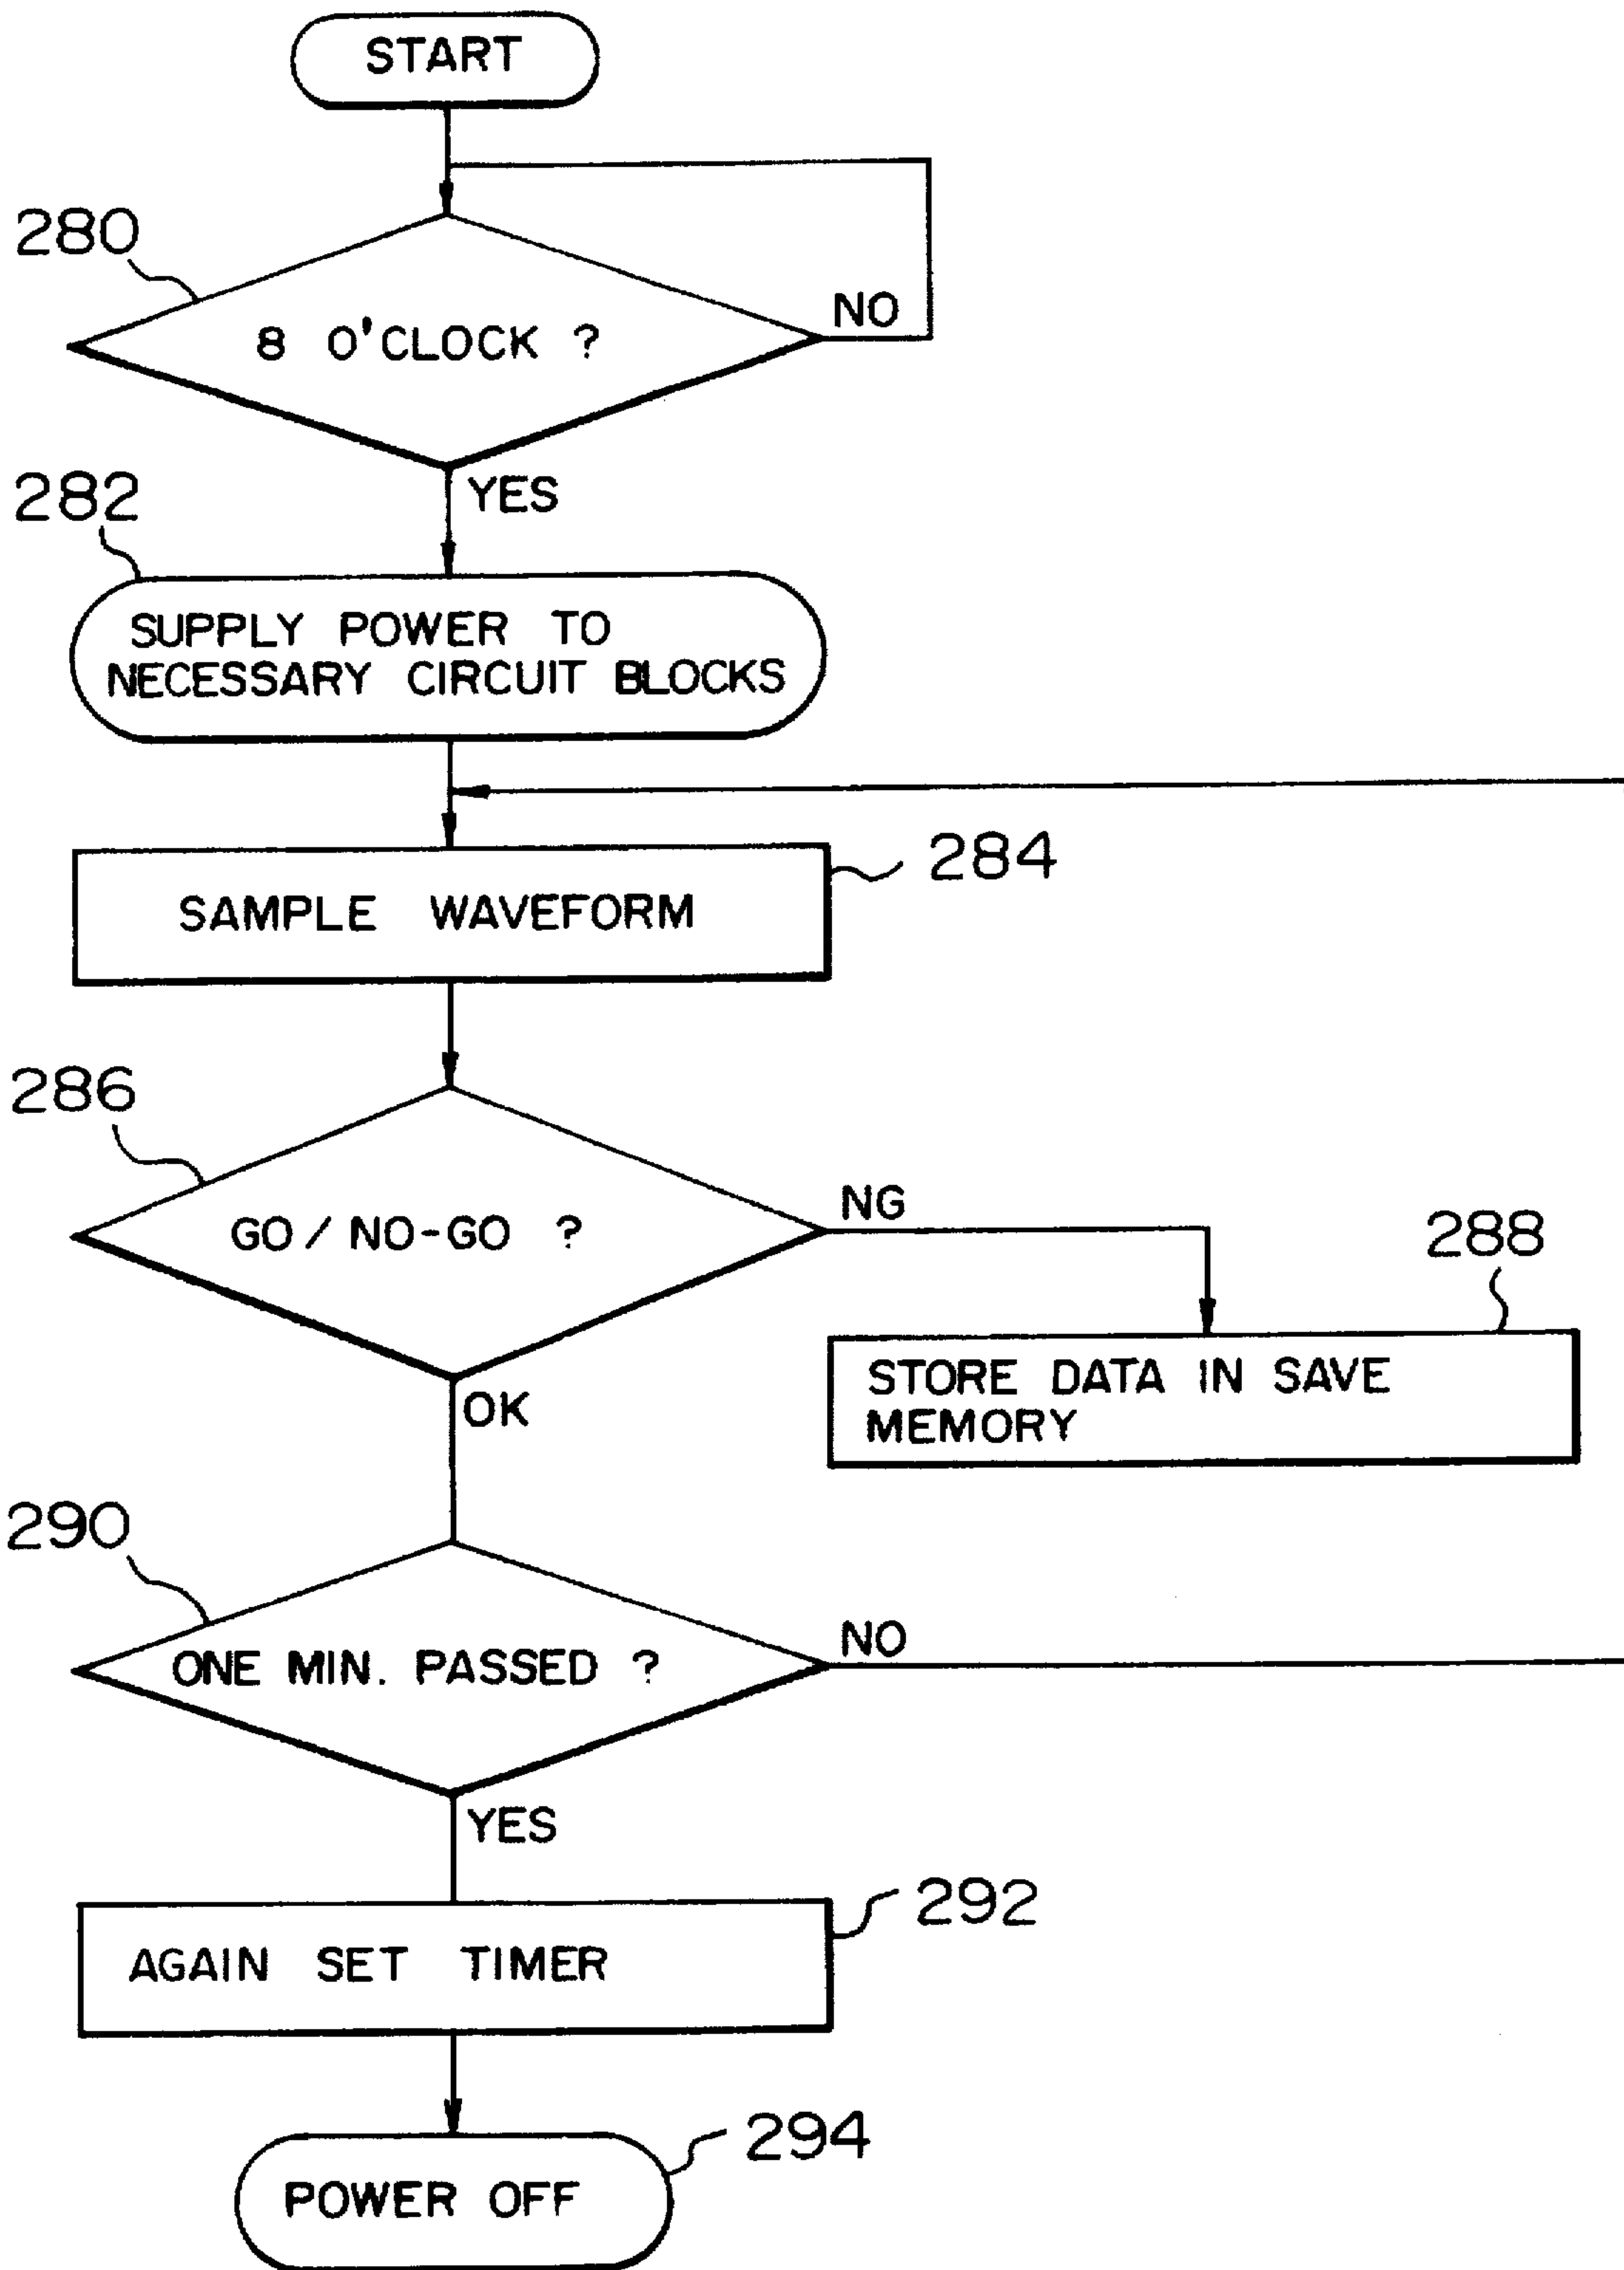 START
280
8 O'CLOCK ?
NO
YES
282
SUPPLY POWER TO
NECESSARY CIRCUIT BLOCKS
284
SAMPLE WAVEFORM
286
GO / NO-GO ?
NG
288
STORE DATA IN SAVE
MEMORY
OK
290
ONE MIN. PASSED ?
NO
YES
292
AGAIN SET TIMER
294
POWER OFF